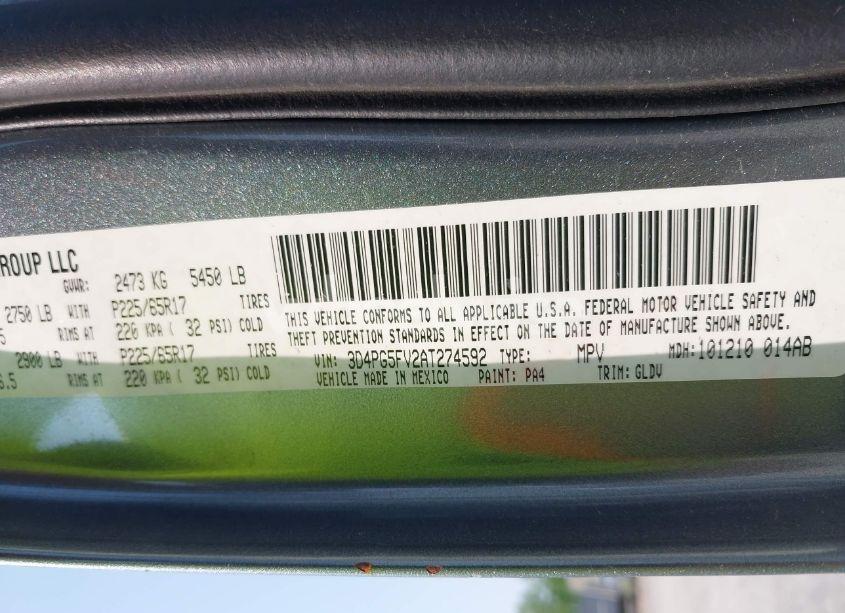 ROUP LLC
GVWR: 2473 KG 5450 LB
2750 LB WITH P225/65R17 TIRES
5 RIMS AT 220 KPA ( 32 PSI) COLD
2900 LB WITH P225/65R17 TIRES
6.5 RIMS AT 220 KPA ( 32 PSI) COLD
THIS VEHICLE CONFORMS TO ALL APPLICABLE U.S.A. FEDERAL MOTOR VEHICLE SAFETY AND
THEFT PREVENTION STANDARDS IN EFFECT ON THE DATE OF MANUFACTURE SHOWN ABOVE.
VIN: 3D4PG5FV2AT274592 TYPE: MPV MDH:101210 014AB
VEHICLE MADE IN MEXICO PAINT: PA4 TRIM: GLDV